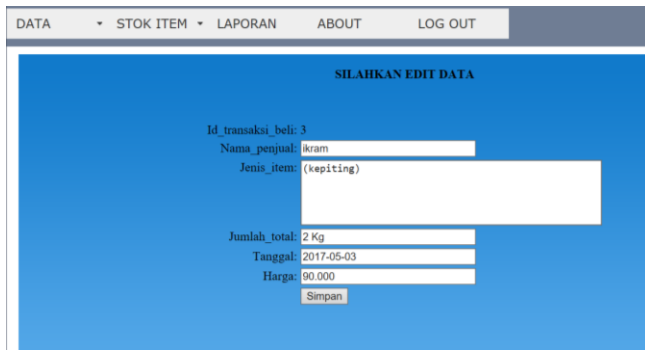 DATA STOK ITEM LAPORAN ABOUT LOG OUT
SILAHKAN EDIT DATA
Id_transaksi_beli: 3
Nama_penjual: ikram
Jenis_item: (kepiting)
Jumlah_total: 2 Kg
Tanggal: 2017-05-03
Harga: 90.000
Simpan